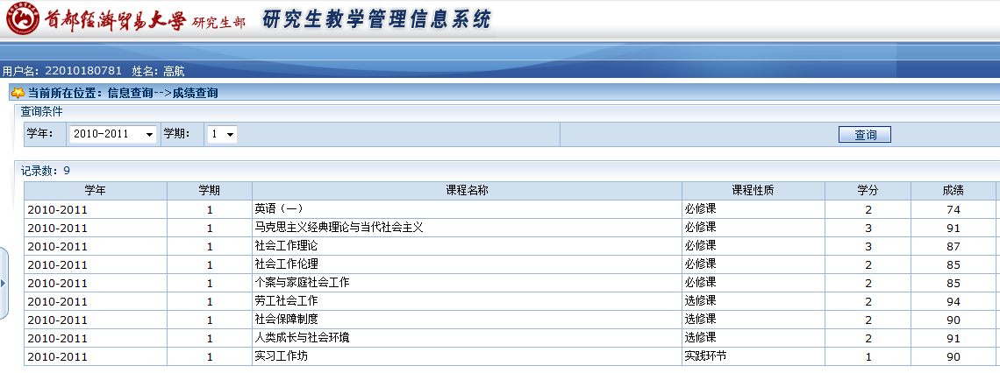 首都经济贸易大学 研究生部 研究生教学管理信息系统
用户名：22010180781 姓名：高航
当前所在位置：信息查询-->成绩查询
查询条件
学年： 2010-2011 学期： 1 查询
记录数：9
学年 学期 课程名称 课程性质 学分 成绩
2010-2011 1 英语（一） 必修课 2 74
2010-2011 1 马克思主义经典理论与当代社会主义 必修课 3 91
2010-2011 1 社会工作理论 必修课 3 87
2010-2011 1 社会工作伦理 必修课 2 85
2010-2011 1 个案与家庭社会工作 必修课 2 85
2010-2011 1 劳工社会工作 选修课 2 94
2010-2011 1 社会保障制度 选修课 2 90
2010-2011 1 人类成长与社会环境 选修课 2 91
2010-2011 1 实习工作坊 实践环节 1 90